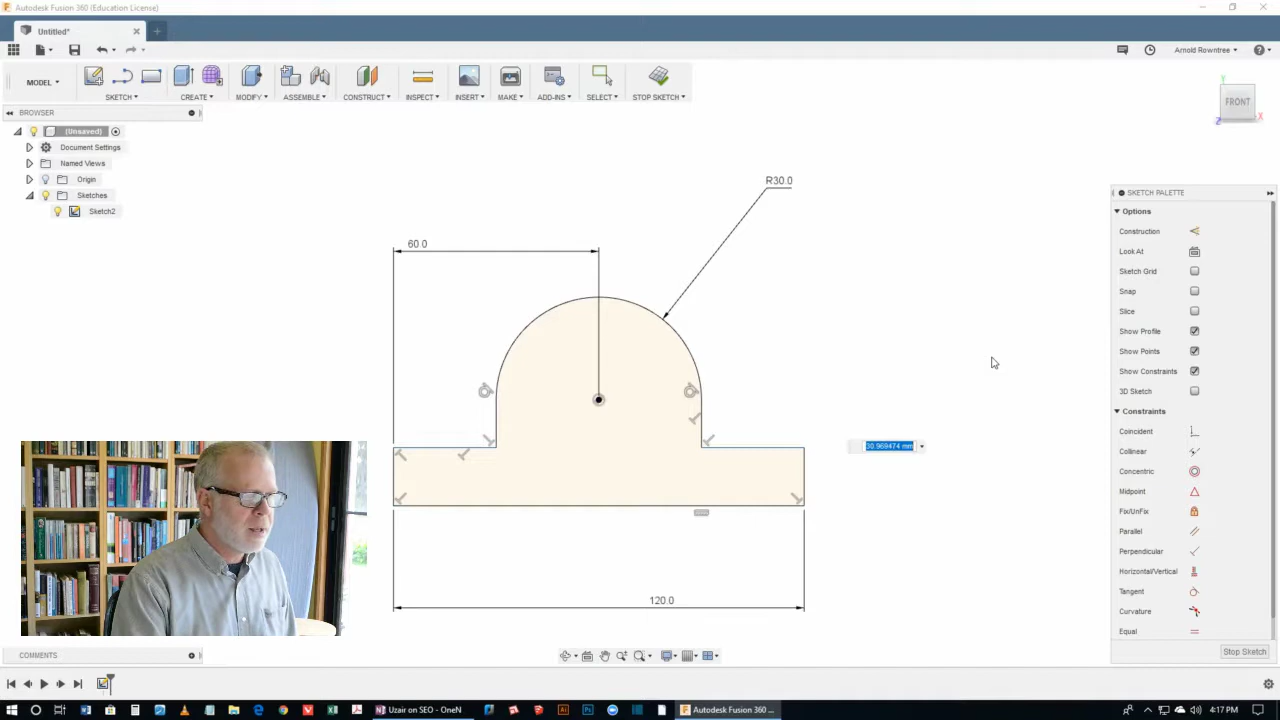 Autodesk Fusion 360 (Education License)
Untitled*
Arnold Rowntree
MODEL
SKETCH
CREATE
MODIFY
ASSEMBLE
CONSTRUCT
INSPECT
INSERT
MAKE
ADD-INS
SELECT
STOP SKETCH
BROWSER
(Unsaved)
Document Settings
Named Views
Origin
Sketches
Sketch2
Y
FRONT
Z
X
R30.0
60.0
30.969474 mm
120.0
SKETCH PALETTE
Options
Construction
Look At
Sketch Grid
Snap
Slice
Show Profile
Show Points
Show Constraints
3D Sketch
Constraints
Coincident
Collinear
Concentric
Midpoint
Fix/UnFix
Parallel
Perpendicular
Horizontal/Vertical
Tangent
Curvature
Equal
Stop Sketch
COMMENTS
Uzair on SEO - OneN
Autodesk Fusion 360 ...
4:17 PM